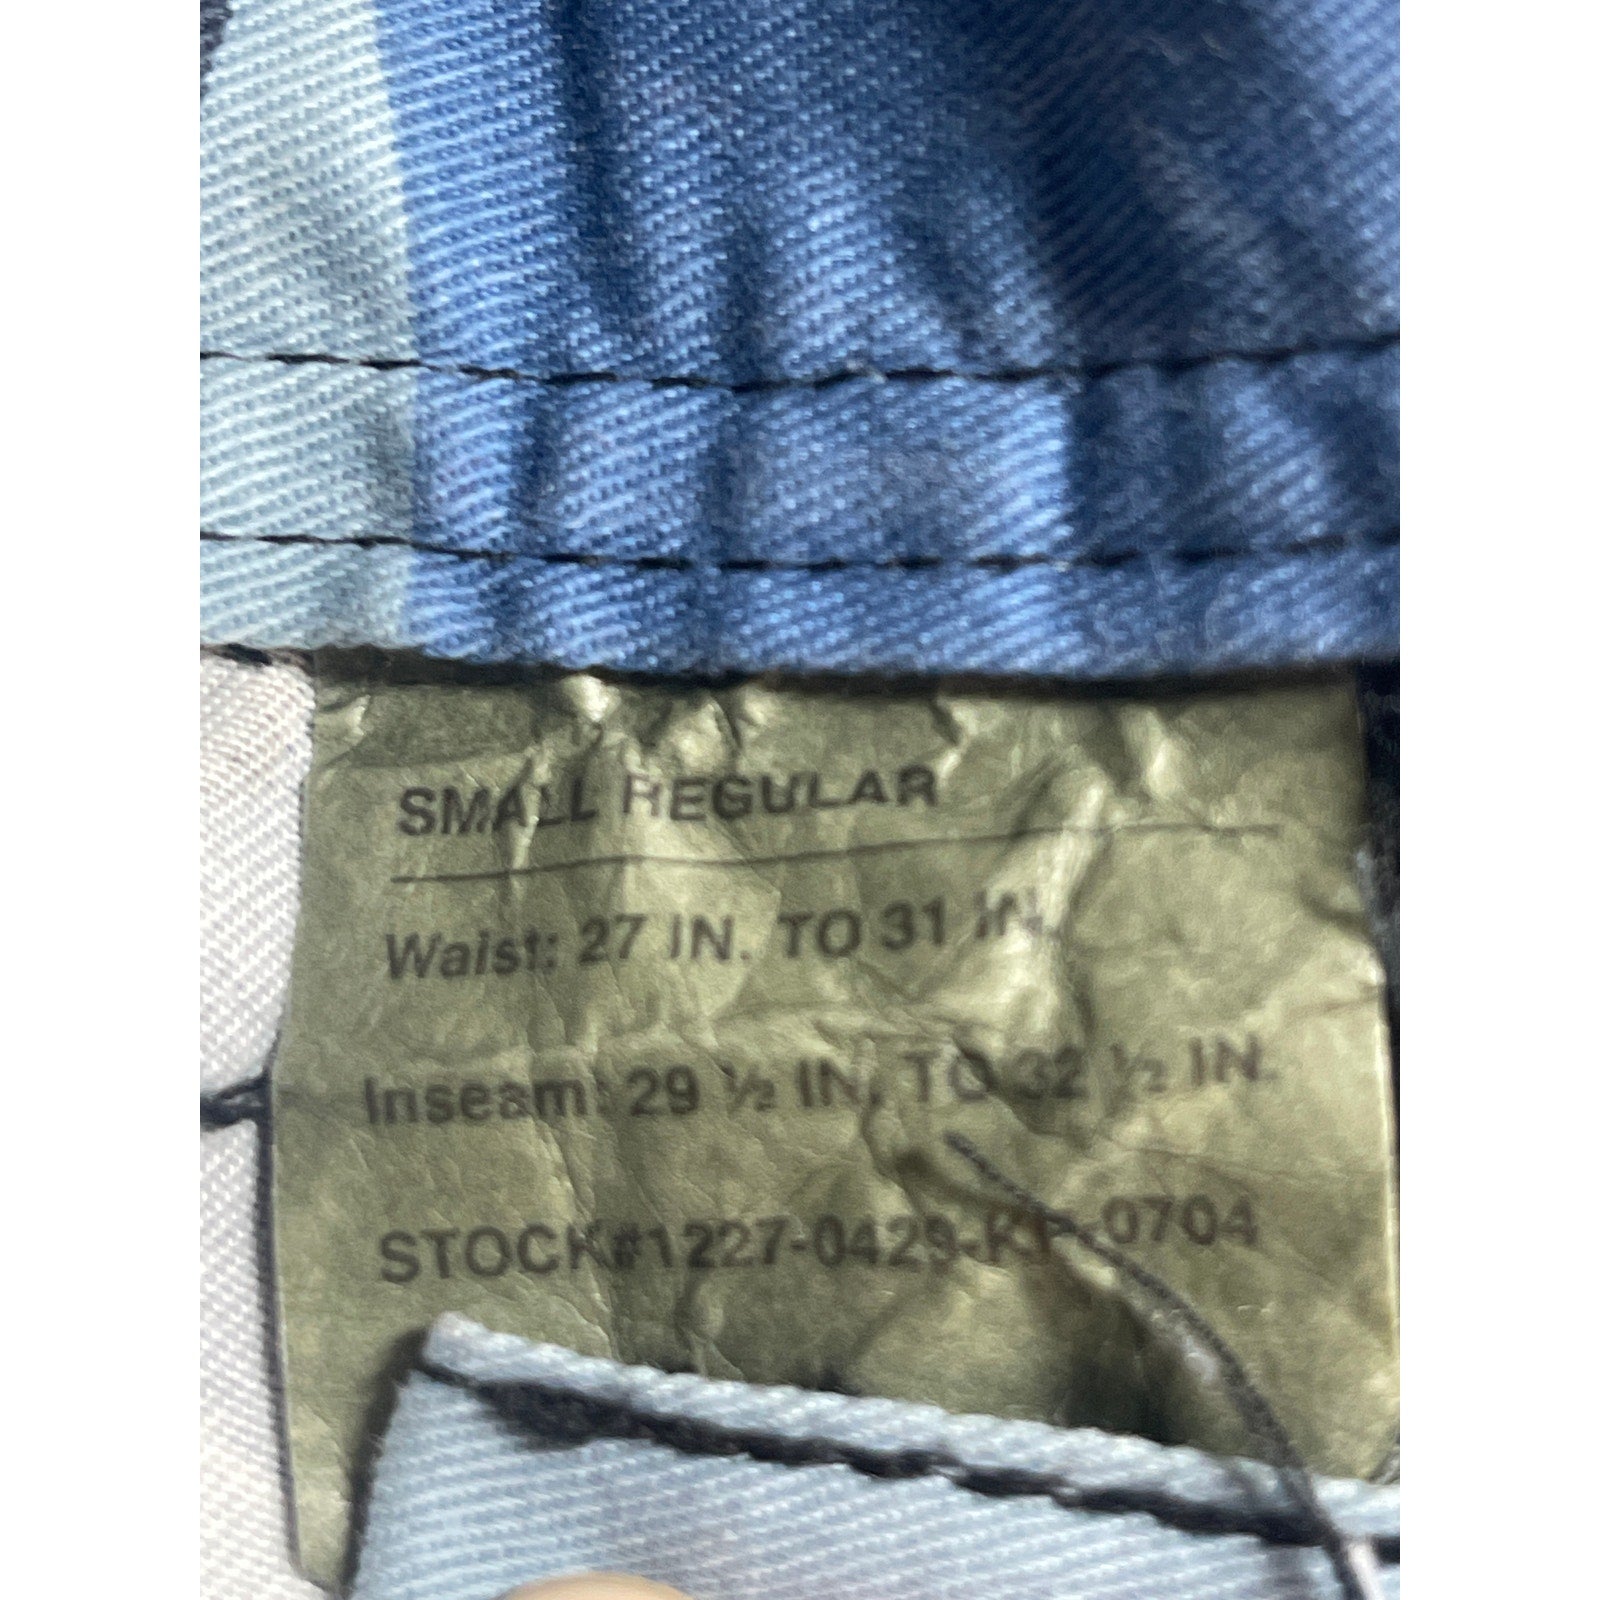 SMALL REGULAR
Waist: 27 IN. TO 31 IN.
Inseam: 29 ½ IN. TO 32 ½ IN.
STOCK#1227-0429-KP-0704